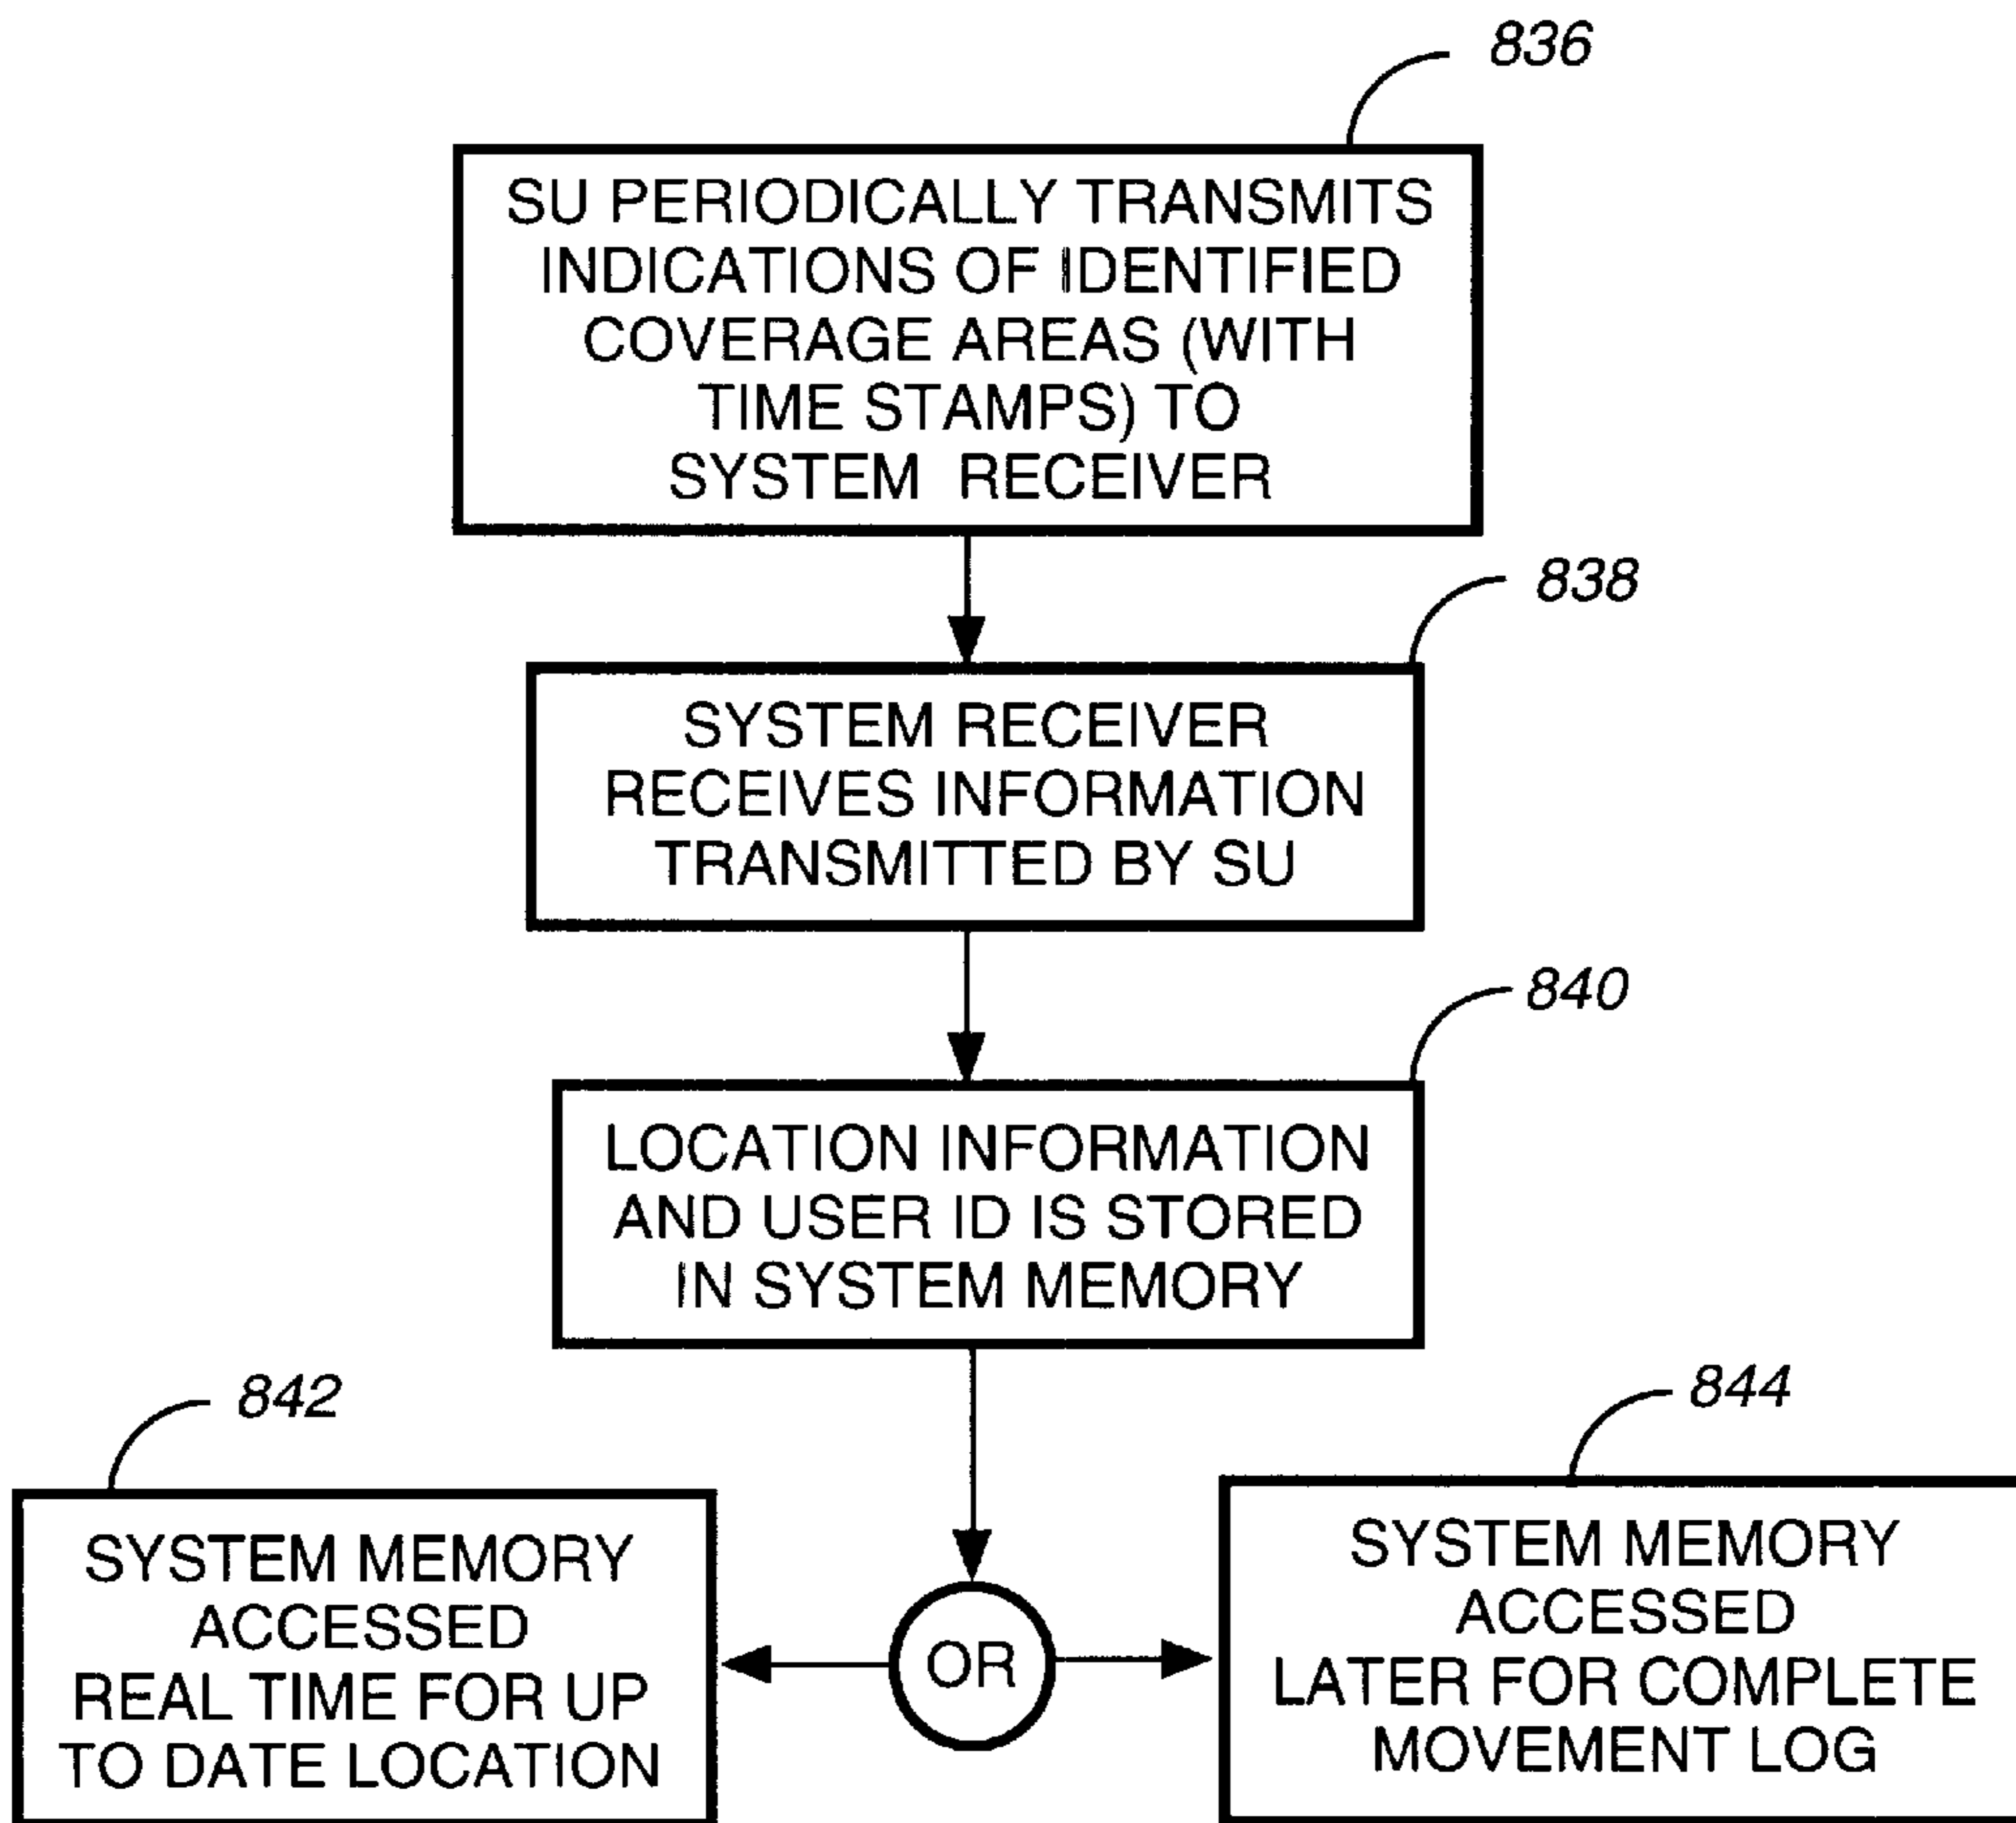 836
SU PERIODICALLY TRANSMITS
INDICATIONS OF IDENTIFIED
COVERAGE AREAS (WITH
TIME STAMPS) TO
SYSTEM RECEIVER
838
SYSTEM RECEIVER
RECEIVES INFORMATION
TRANSMITTED BY SU
840
LOCATION INFORMATION
AND USER ID IS STORED
IN SYSTEM MEMORY
842
SYSTEM MEMORY
ACCESSED
REAL TIME FOR UP
TO DATE LOCATION
OR
844
SYSTEM MEMORY
ACCESSED
LATER FOR COMPLETE
MOVEMENT LOG